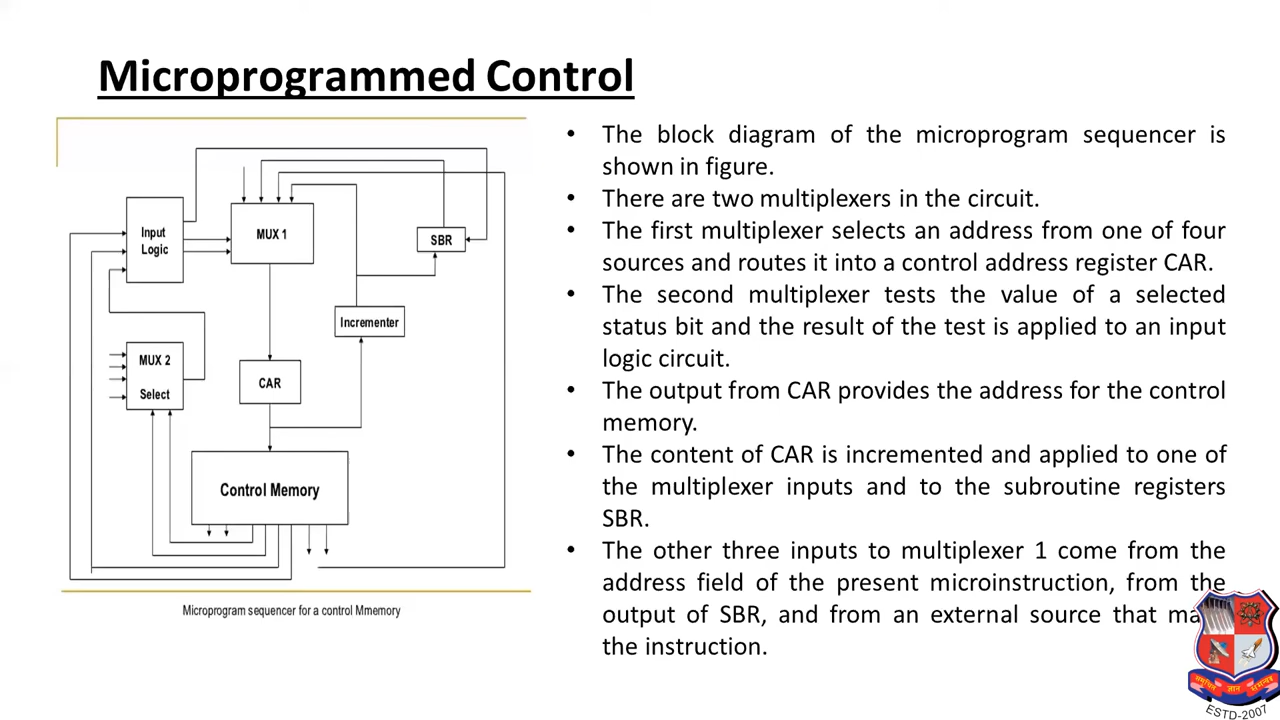 Microprogrammed Control
Input
Logic
MUX 1
SBR
Incrementer
MUX 2
Select
CAR
Control Memory
Microprogram sequencer for a control Mmemory
• The block diagram of the microprogram sequencer is
shown in figure.
• There are two multiplexers in the circuit.
• The first multiplexer selects an address from one of four
sources and routes it into a control address register CAR.
• The second multiplexer tests the value of a selected
status bit and the result of the test is applied to an input
logic circuit.
• The output from CAR provides the address for the control
memory.
• The content of CAR is incremented and applied to one of
the multiplexer inputs and to the subroutine registers
SBR.
• The other three inputs to multiplexer 1 come from the
address field of the present microinstruction, from the
output of SBR, and from an external source that
the instruction.
ESTD-2007